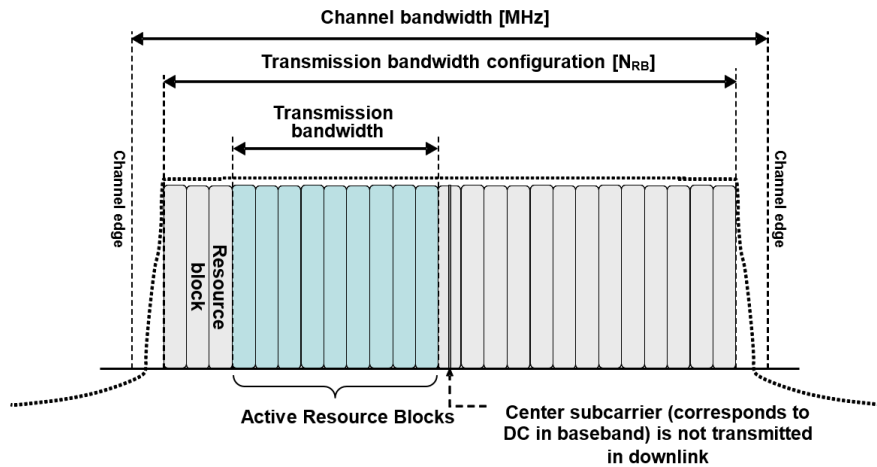 Channel bandwidth [MHz]
Transmission bandwidth configuration [NRB]
Transmission
bandwidth
Channel edge
Channel edge
Resource
block
Active Resource Blocks
Center subcarrier (corresponds to
DC in baseband) is not transmitted
in downlink